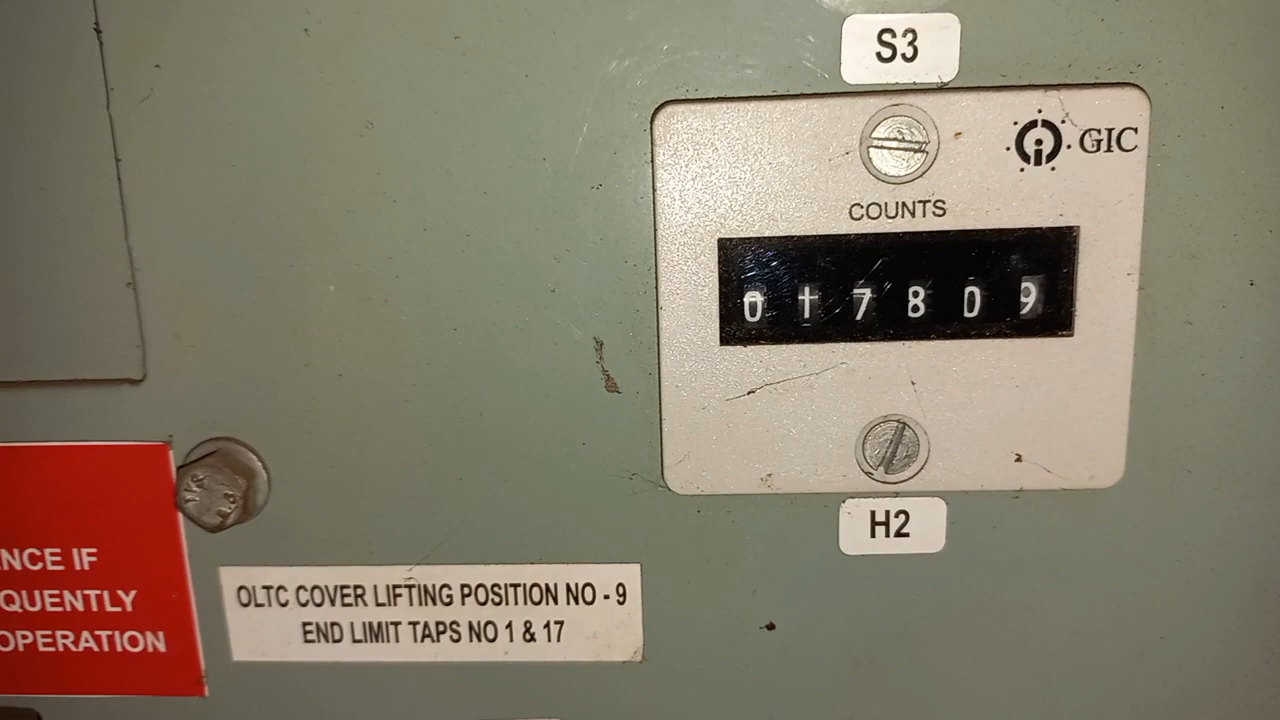 S3
GIC
COUNTS
017809
H2
NCE IF
QUENTLY
OPERATION
OLTC COVER LIFTING POSITION NO - 9
END LIMIT TAPS NO 1 & 17